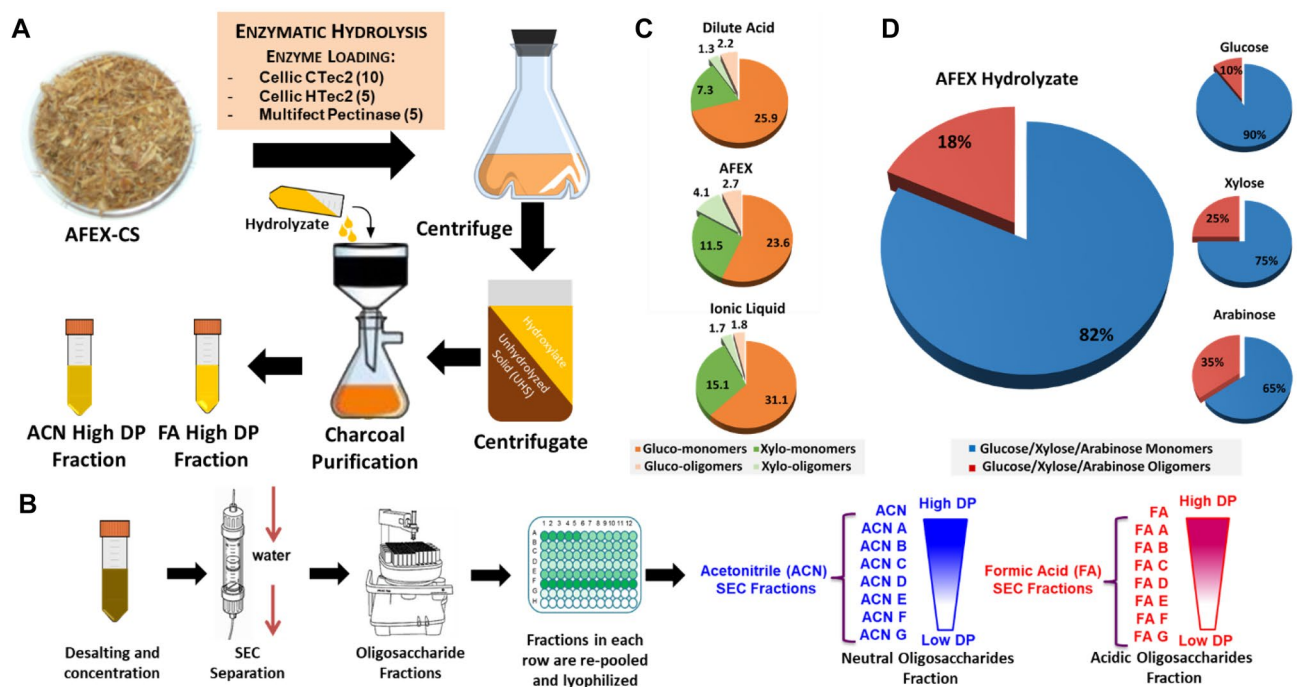 A
ENZYMATIC HYDROLYSIS
ENZYME LOADING:
- Cellic CTec2 (10)
- Cellic HTec2 (5)
- Multifect Pectinase (5)
AFEX-CS
Hydrolyzate
Centrifuge
Hydroxylate
Unhydrolyzed
Solid (UHS)
Centrifugate
Charcoal
Purification
ACN High DP
Fraction
FA High DP
Fraction
C
Dilute Acid
1.3
2.2
7.3
25.9
AFEX
4.1
2.7
11.5
23.6
Ionic Liquid
1.7
1.8
15.1
31.1
Gluco-monomers
Xylo-monomers
Gluco-oligomers
Xylo-oligomers
D
AFEX Hydrolyzate
18%
82%
Glucose
10%
90%
Xylose
25%
75%
Arabinose
35%
65%
Glucose/Xylose/Arabinose Monomers
Glucose/Xylose/Arabinose Oligomers
B
Desalting and
concentration
water
SEC
Separation
Oligosaccharide
Fractions
1 2 3 4 5 6 7 8 9 10 11 12
A
B
C
D
E
F
G
H
Fractions in each
row are re-pooled
and lyophilized
Acetonitrile (ACN)
SEC Fractions
ACN
ACN A
ACN B
ACN C
ACN D
ACN E
ACN F
ACN G
High DP
Low DP
Neutral Oligosaccharides
Fraction
Formic Acid (FA)
SEC Fractions
FA
FA A
FA B
FA C
FA D
FA E
FA F
FA G
High DP
Low DP
Acidic Oligosaccharides
Fraction